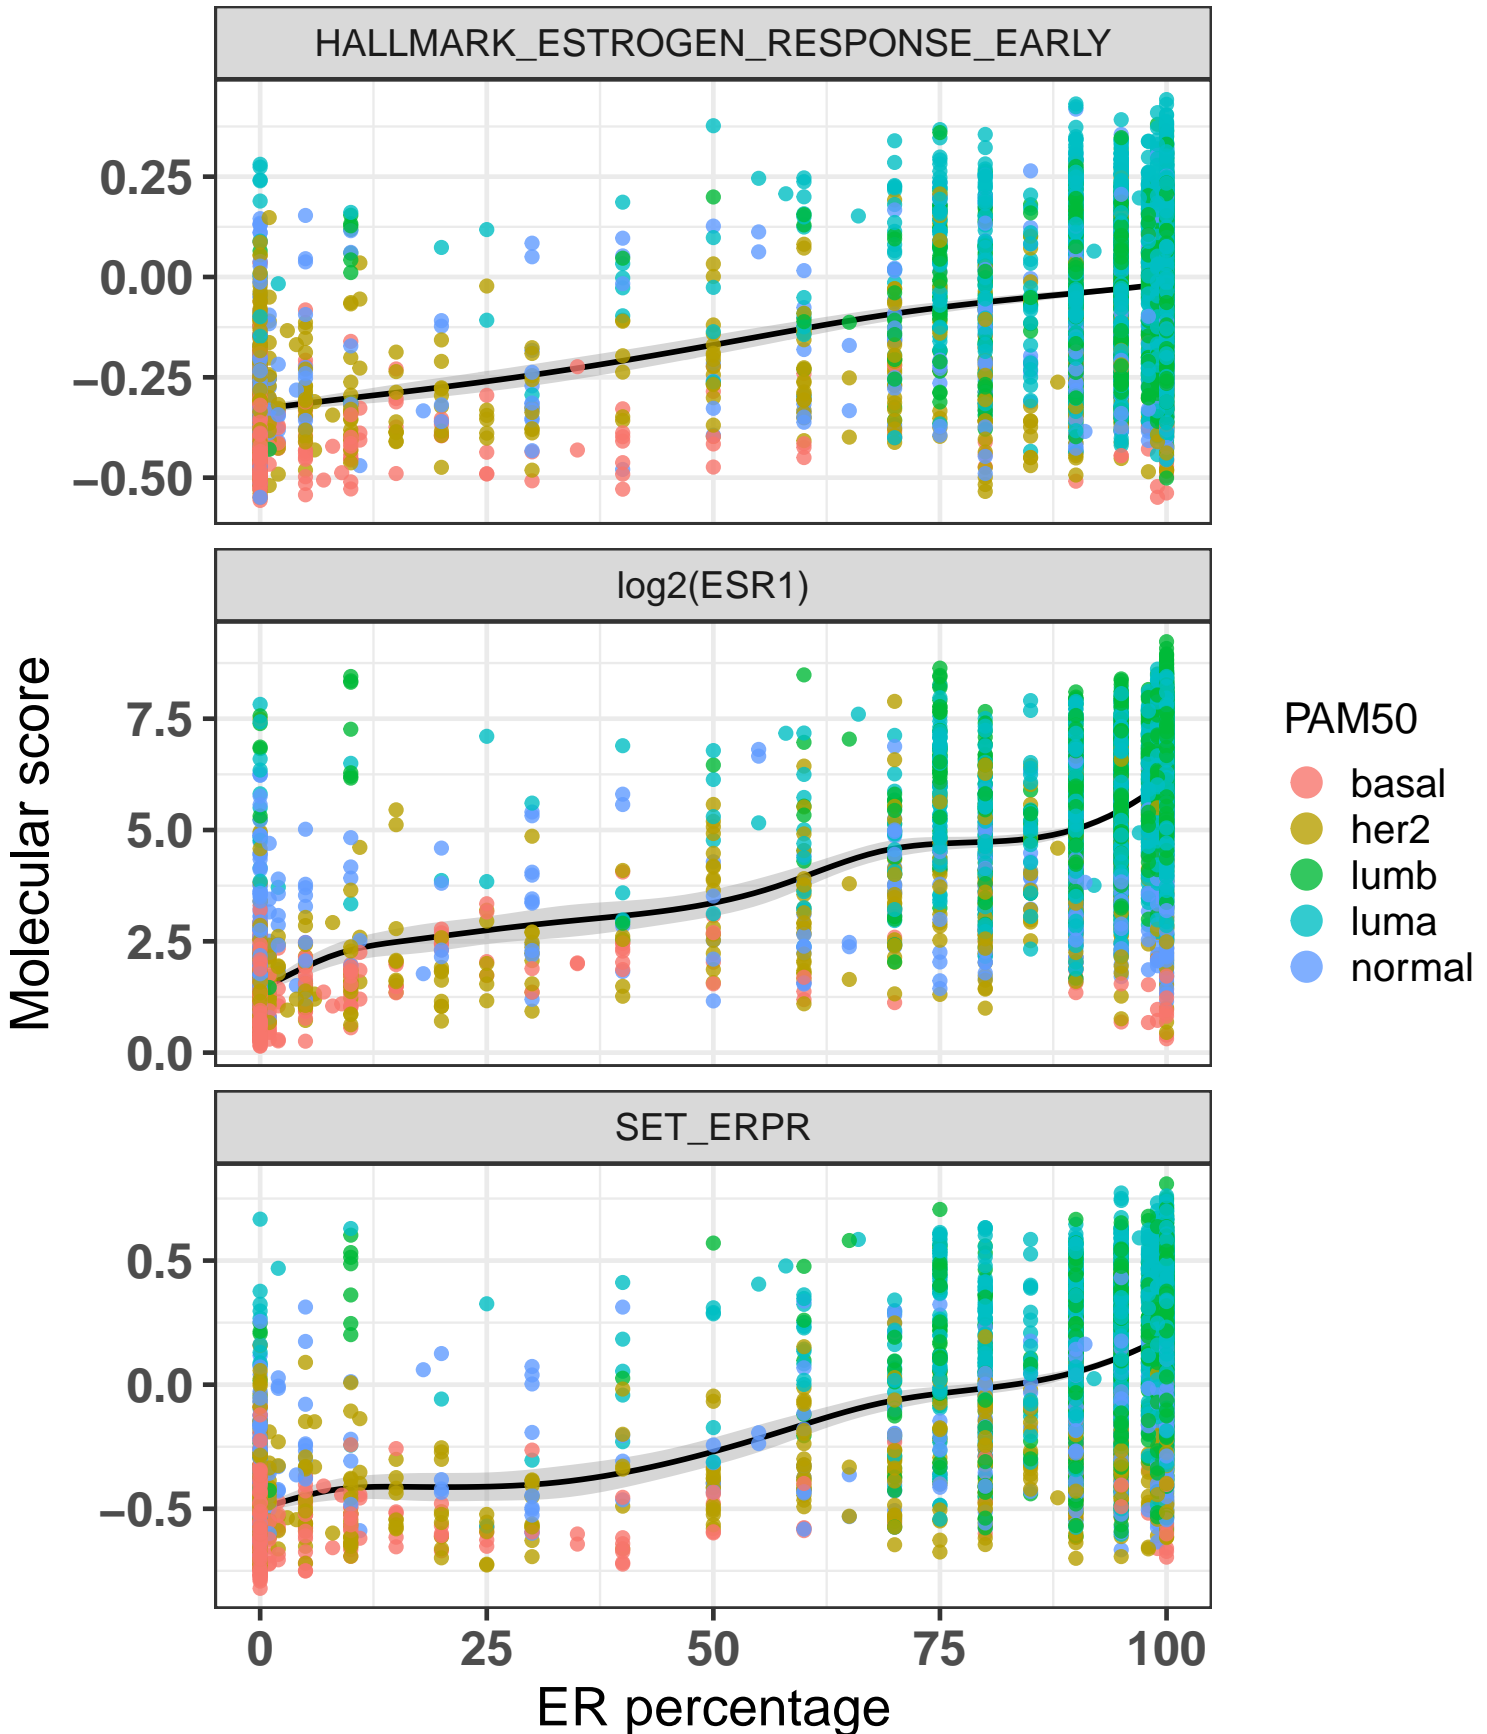 HALLMARK_ESTROGEN_RESPONSE_EARLY
0.25
0.00
−0.25
−0.50
log2(ESR1)
7.5
5.0
2.5
0.0
Molecular score
SET_ERPR
0.5
0.0
−0.5
0 25 50 75 100
ER percentage
PAM50
basal
her2
lumb
luma
normal